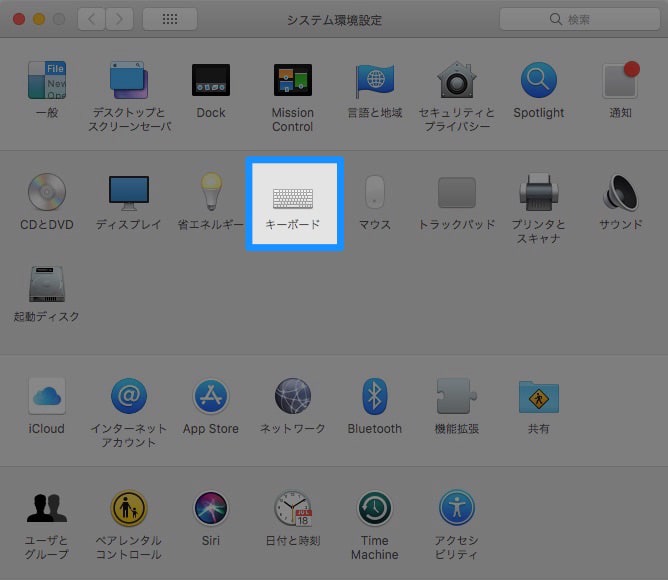 システム環境設定
検索
File
New
Ope
一般
デスクトップと
スクリーンセーバ
Dock
Mission
Control
言語と地域
セキュリティと
プライバシー
Spotlight
通知
CDとDVD
ディスプレイ
省エネルギー
キーボード
マウス
トラックパッド
プリンタと
スキャナ
サウンド
起動ディスク
iCloud
@
インターネット
アカウント
App Store
ネットワーク
Bluetooth
機能拡張
共有
ユーザと
グループ
ペアレンタル
コントロール
Siri
JUL
18
日付と時刻
Time
Machine
アクセシ
ビリティ